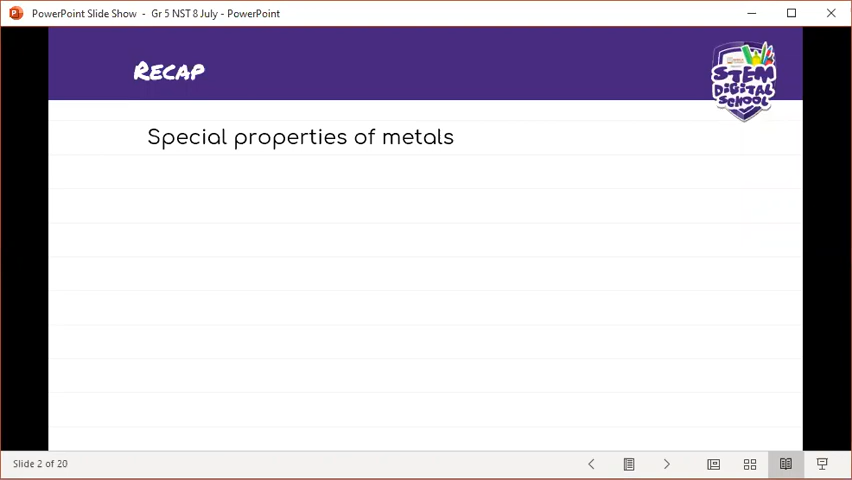 PowerPoint Slide Show - Gr 5 NST 8 July - PowerPoint
Recap
STEM
DIGITAL
SCHOOL
Special properties of metals
Slide 2 of 20